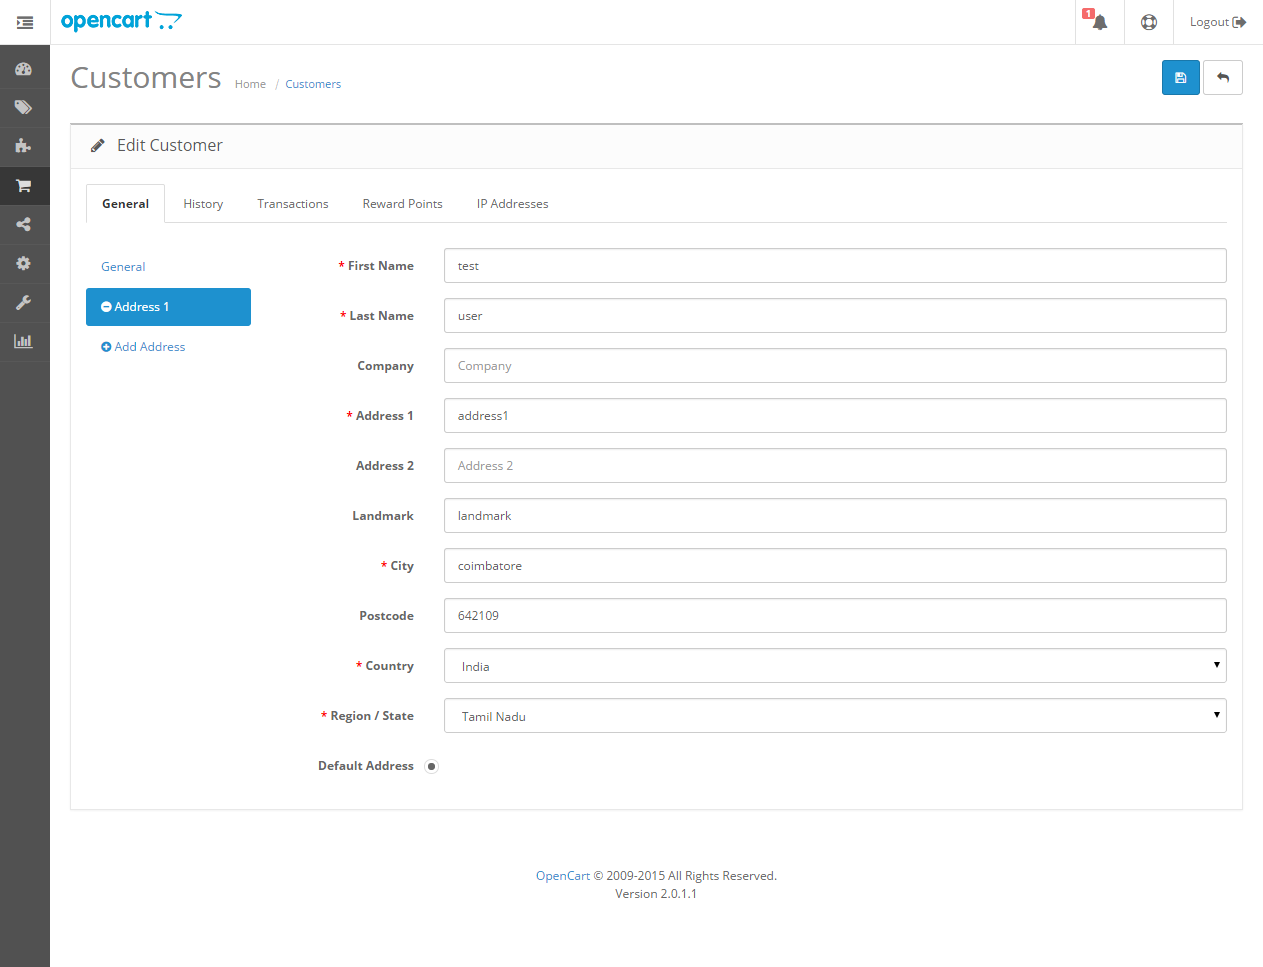 opencart
1
Logout
Customers
Home / Customers
Edit Customer
General History Transactions Reward Points IP Addresses
General
Address 1
Add Address
* First Name test
* Last Name user
Company Company
* Address 1 address1
Address 2 Address 2
Landmark landmark
* City coimbatore
Postcode 642109
* Country India
* Region / State Tamil Nadu
Default Address
OpenCart © 2009-2015 All Rights Reserved.
Version 2.0.1.1